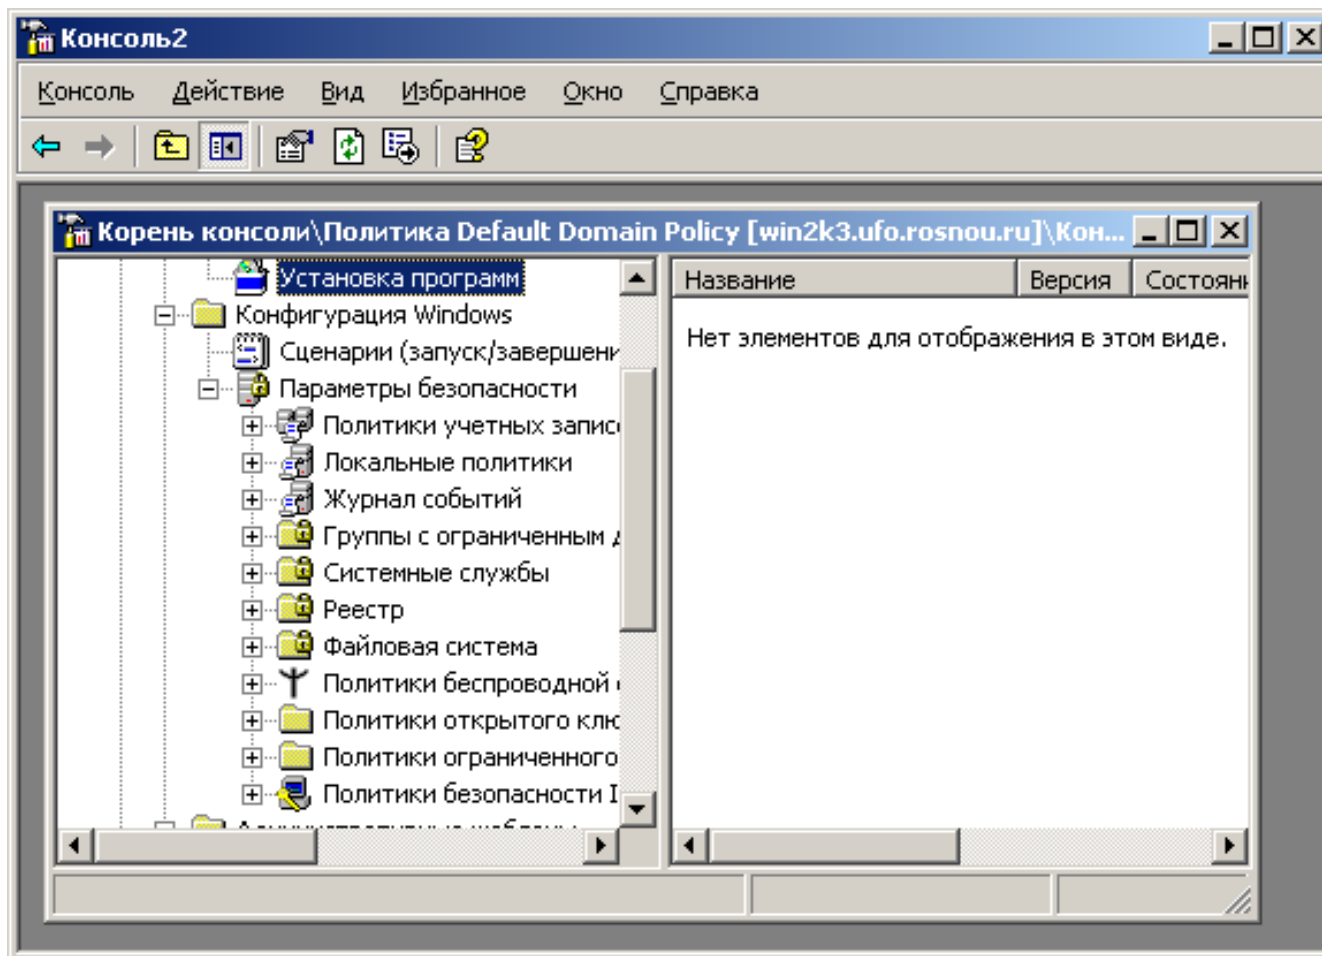 Консоль2
Консоль Действие Вид Избранное Окно Справка
Корень консоли\Политика Default Domain Policy [win2k3.ufo.rosnou.ru]\Кон...
Установка программ
Конфигурация Windows
Сценарии (запуск/завершени
Параметры безопасности
Политики учетных записе
Локальные политики
Журнал событий
Группы с ограниченным д
Системные службы
Реестр
Файловая система
Политики беспроводной с
Политики открытого клю
Политики ограниченного
Политики безопасности I
Название Версия Состояни
Нет элементов для отображения в этом виде.